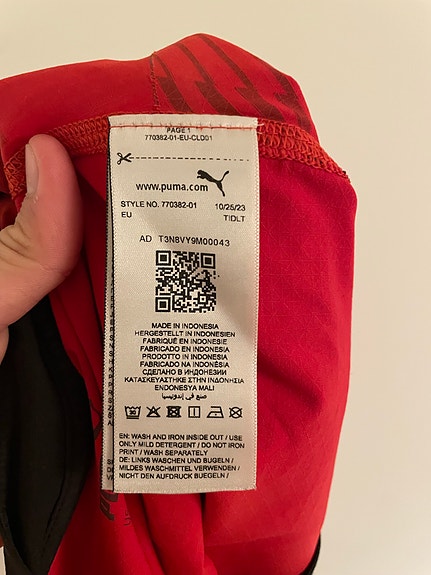 PAGE 1
770382-01-EU-CLD01
www.puma.com
STYLE NO. 770382-01 10/25/23
EU TIDLT
AD T3N8VY9M00043
MADE IN INDONESIA
HERGESTELLT IN INDONESIEN
FABRIQUÉ EN INDONÉSIE
FABRICADO EN INDONESIA
PRODOTTO IN INDONESIA
FABRICADO NA INDONÉSIA
СДЕЛАНО В ИНДОНЕЗИИ
ΚΑΤΑΣΚΕΥΑΣΤΗΚΕ ΣΤΗΝ ΙΝΔΟΝΗΣΙΑ
ENDONESYA MALI
صنع في إندونيسيا
EN: WASH AND IRON INSIDE OUT / USE
ONLY MILD DETERGENT / DO NOT IRON
PRINT / WASH SEPARATELY
DE: LINKS WASCHEN UND BÜGELN /
MILDES WASCHMITTEL VERWENDEN /
NICHT DEN AUFDRUCK BÜGELN /